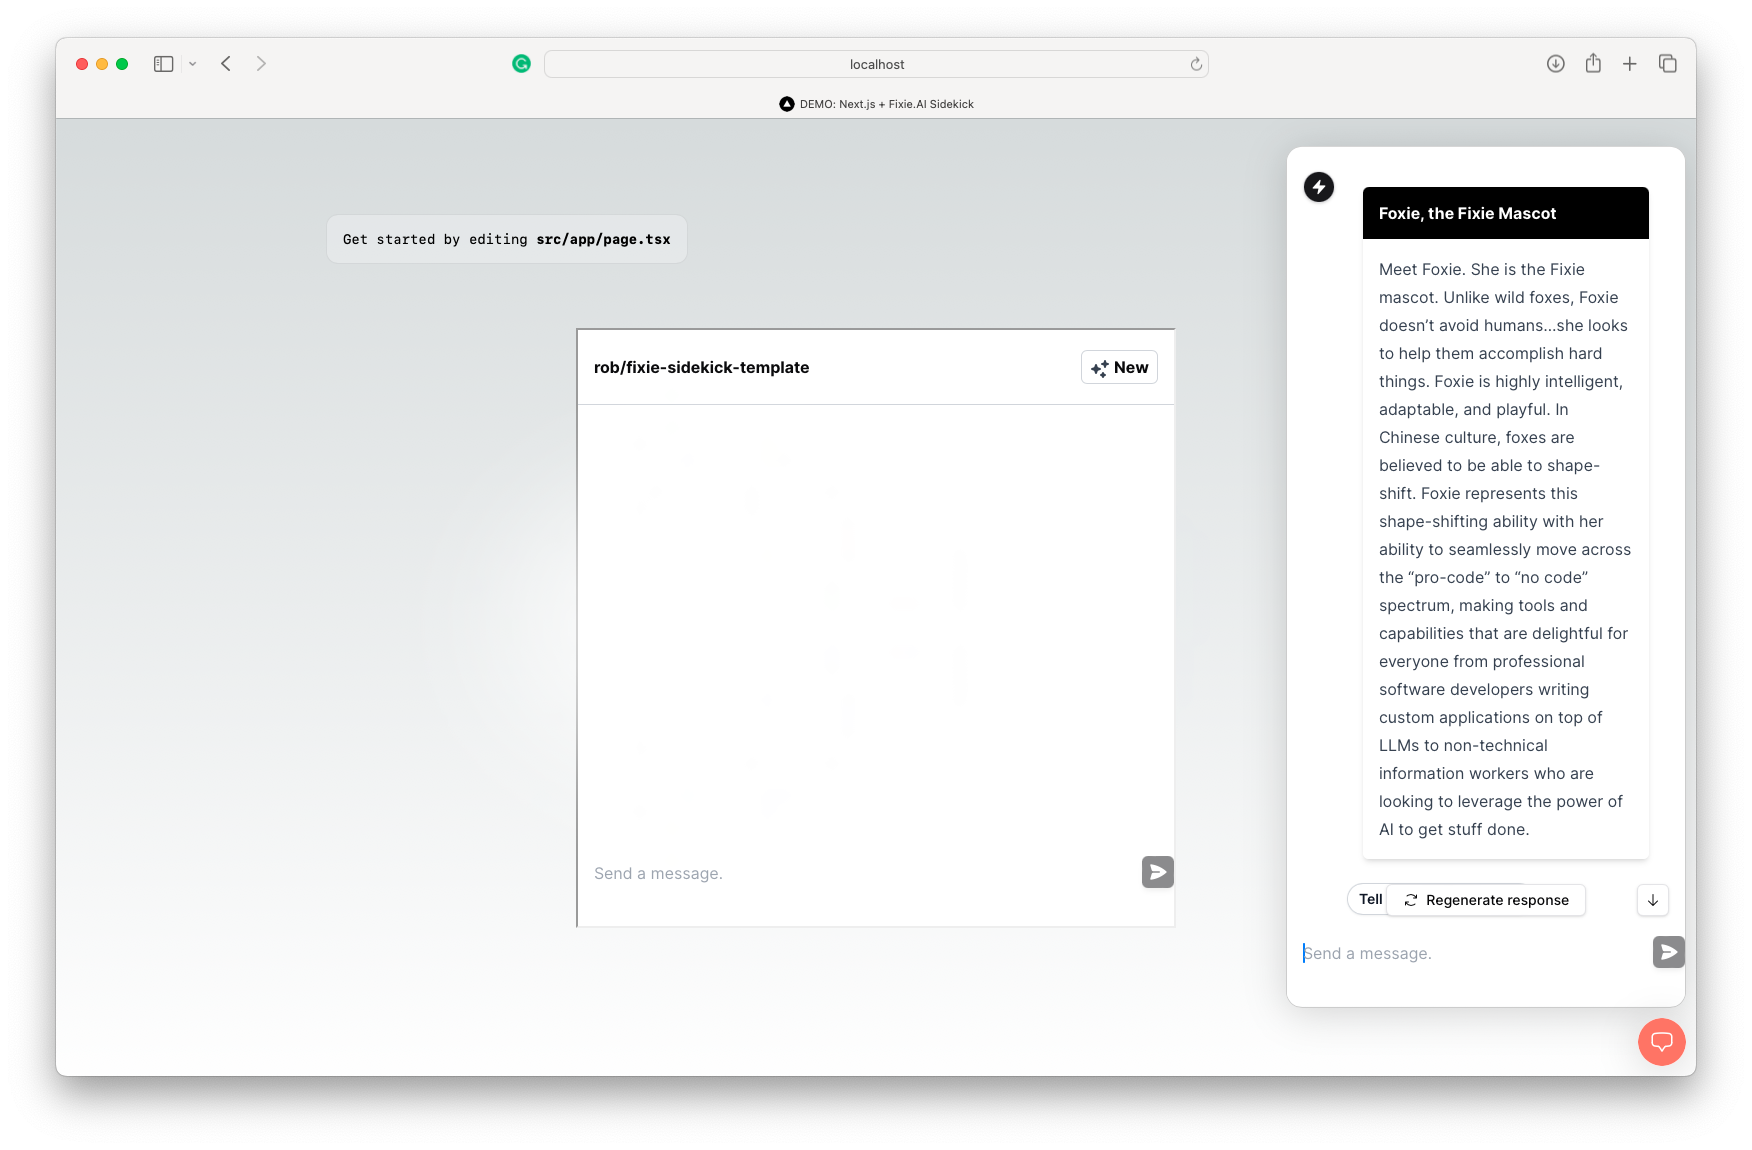 localhost
DEMO: Next.js + Fixie.AI Sidekick
Get started by editing src/app/page.tsx
rob/fixie-sidekick-template
New
Send a message.
Foxie, the Fixie Mascot
Meet Foxie. She is the Fixie
mascot. Unlike wild foxes, Foxie
doesn’t avoid humans...she looks
to help them accomplish hard
things. Foxie is highly intelligent,
adaptable, and playful. In
Chinese culture, foxes are
believed to be able to shape-
shift. Foxie represents this
shape-shifting ability with her
ability to seamlessly move across
the “pro-code” to “no code”
spectrum, making tools and
capabilities that are delightful for
everyone from professional
software developers writing
custom applications on top of
LLMs to non-technical
information workers who are
looking to leverage the power of
AI to get stuff done.
Tell
Regenerate response
Send a message.